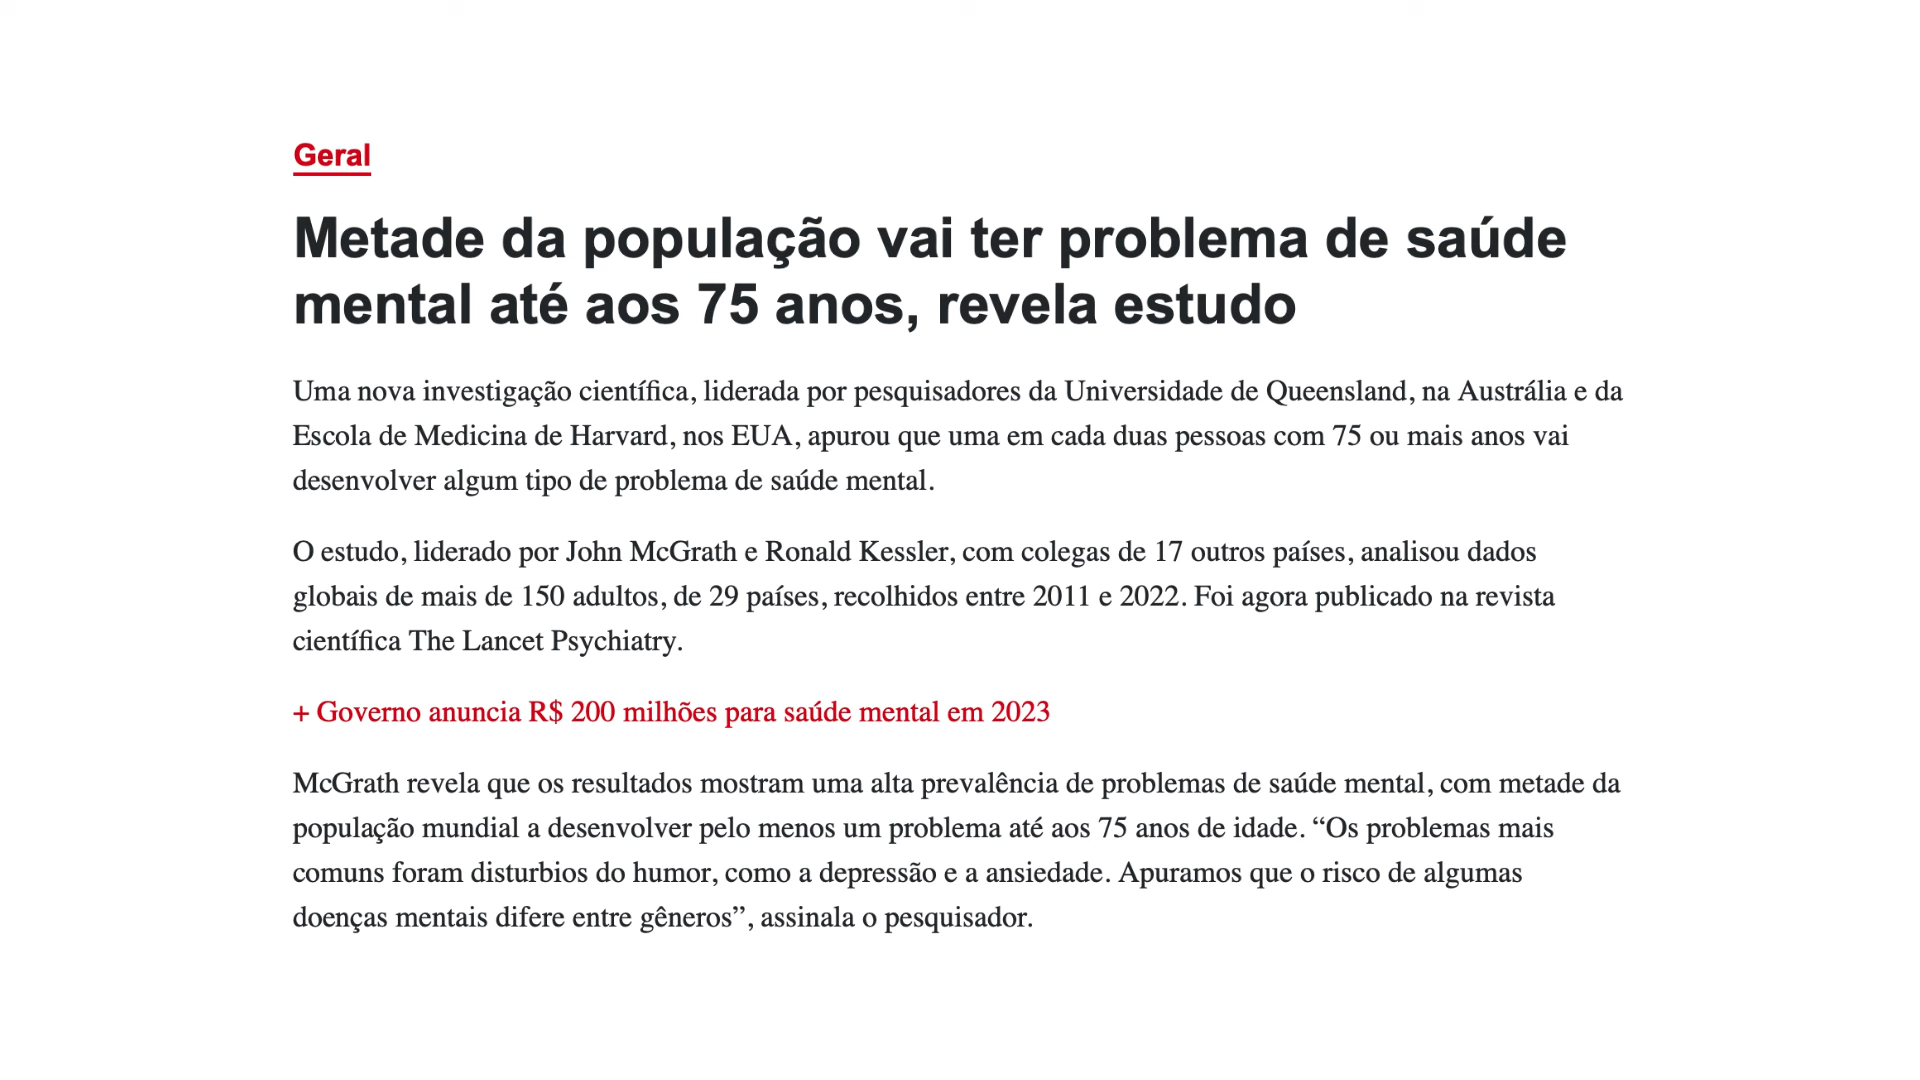 Geral
Metade da população vai ter problema de saúde
mental até aos 75 anos, revela estudo
Uma nova investigação científica, liderada por pesquisadores da Universidade de Queensland, na Austrália e da
Escola de Medicina de Harvard, nos EUA, apurou que uma em cada duas pessoas com 75 ou mais anos vai
desenvolver algum tipo de problema de saúde mental.
O estudo, liderado por John McGrath e Ronald Kessler, com colegas de 17 outros países, analisou dados
globais de mais de 150 adultos, de 29 países, recolhidos entre 2011 e 2022. Foi agora publicado na revista
científica The Lancet Psychiatry.
+ Governo anuncia R$ 200 milhões para saúde mental em 2023
McGrath revela que os resultados mostram uma alta prevalência de problemas de saúde mental, com metade da
população mundial a desenvolver pelo menos um problema até aos 75 anos de idade. “Os problemas mais
comuns foram disturbios do humor, como a depressão e a ansiedade. Apuramos que o risco de algumas
doenças mentais difere entre gêneros”, assinala o pesquisador.